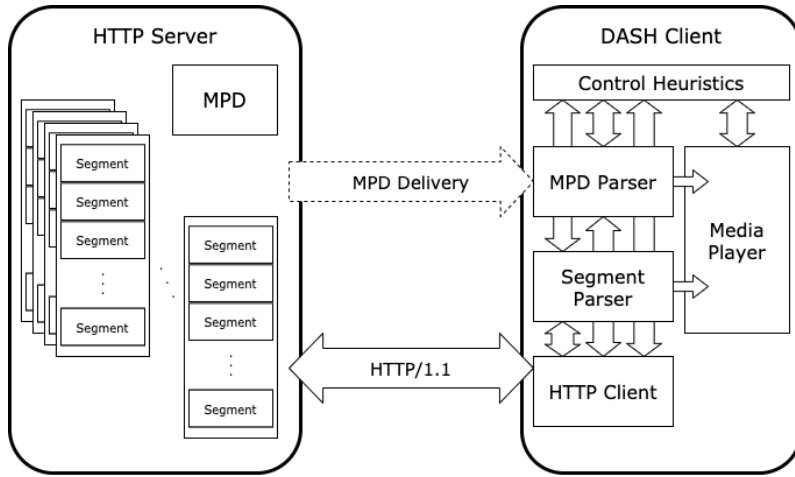 HTTP Server
MPD
Segment
Segment
Segment
Segment
Segment
Segment
Segment
Segment
MPD Delivery
HTTP/1.1
DASH Client
Control Heuristics
MPD Parser
Segment
Parser
HTTP Client
Media
Player